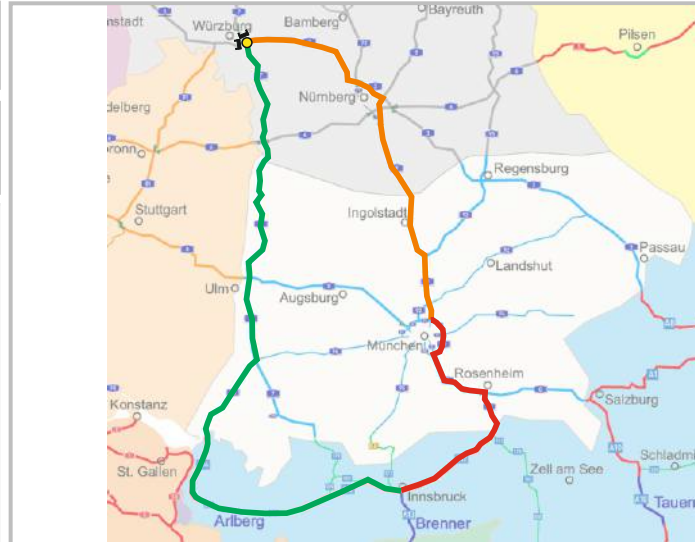 Bayreuth
nstadt
Bamberg
Würzburg
Pilsen
Nürnberg
delberg
bronn
Regensburg
Stuttgart
Ingolstadt
Passau
Landshut
Ulm
Augsburg
München
Rosenheim
Salzburg
Konstanz
St. Gallen
Schladmi
Zell am See
Innsbruck
Arlberg
Brenner
Tauer